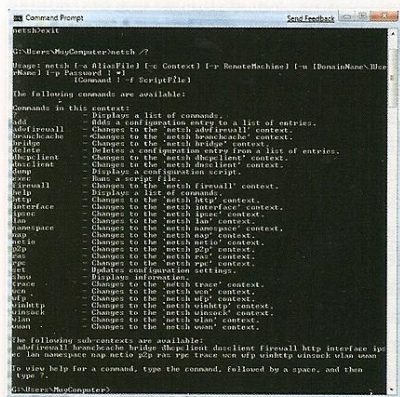 Command Prompt
Send Feedback
netsh>exit
G:\Users\MayComputer>netsh /?
Usage: netsh [-a AliasFile] [-c Context] [-r RemoteMachine] [-u [DomainName\]Use
rName] [-p Password | *]
[Command | -f ScriptFile]
The following commands are available:
Commands in this context:
? - Displays a list of commands.
add - Adds a configuration entry to a list of entries.
advfirewall - Changes to the 'netsh advfirewall' context.
branchcache - Changes to the 'netsh branchcache' context.
bridge - Changes to the 'netsh bridge' context.
delete - Deletes a configuration entry from a list of entries.
dhcpclient - Changes to the 'netsh dhcpclient' context.
dnsclient - Changes to the 'netsh dnsclient' context.
dump - Displays a configuration script.
exec - Runs a script file.
firewall - Changes to the 'netsh firewall' context.
help - Displays a list of commands.
http - Changes to the 'netsh http' context.
interface - Changes to the 'netsh interface' context.
ipsec - Changes to the 'netsh ipsec' context.
lan - Changes to the 'netsh lan' context.
namespace - Changes to the 'netsh namespace' context.
nap - Changes to the 'netsh nap' context.
netio - Changes to the 'netsh netio' context.
p2p - Changes to the 'netsh p2p' context.
ras - Changes to the 'netsh ras' context.
rpc - Changes to the 'netsh rpc' context.
set - Updates configuration settings.
show - Displays information.
trace - Changes to the 'netsh trace' context.
wcn - Changes to the 'netsh wcn' context.
wfp - Changes to the 'netsh wfp' context.
winhttp - Changes to the 'netsh winhttp' context.
winsock - Changes to the 'netsh winsock' context.
wlan - Changes to the 'netsh wlan' context.
wwan - Changes to the 'netsh wwan' context.
The following sub-contexts are available:
advfirewall branchcache bridge dhcpclient dnsclient firewall http interface ips
ec lan namespace nap netio p2p ras rpc trace wcn wfp winhttp winsock wlan wwan
To view help for a command, type the command, followed by a space, and then
type ?.
G:\Users\MayComputer>